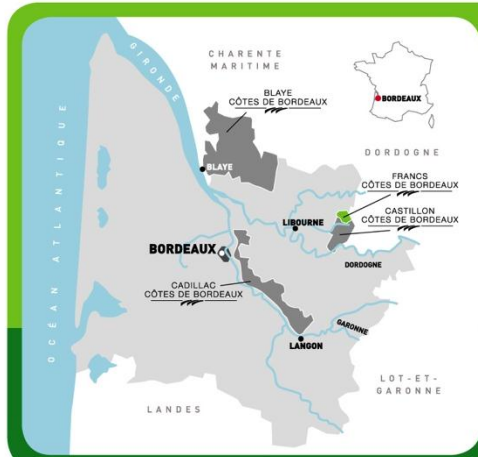 CHARENTE
MARITIME
GIRONDE
BLAYE
CÔTES DE BORDEAUX
BORDEAUX
OCÉAN ATLANTIQUE
BLAYE
DORDOGNE
FRANCS
CÔTES DE BORDEAUX
CASTILLON
CÔTES DE BORDEAUX
LIBOURNE
BORDEAUX
DORDOGNE
CADILLAC
CÔTES DE BORDEAUX
GARONNE
LANGON
LOT-ET-
GARONNE
LANDES